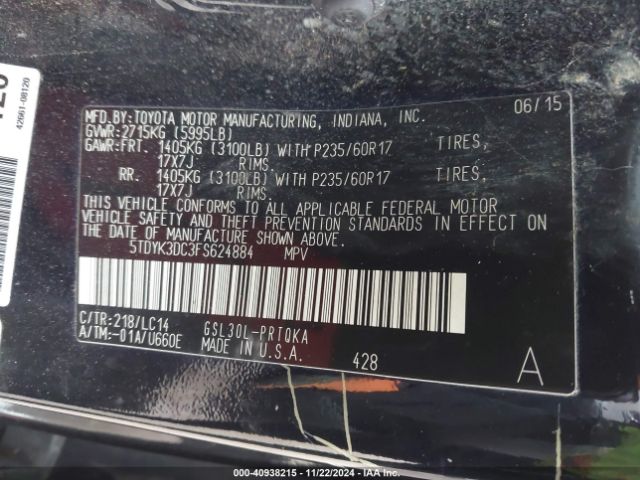 42661-08120
MFD.BY:TOYOTA MOTOR MANUFACTURING, INDIANA, INC. 06/15
GVWR:2715KG (5995LB)
GAWR:FRT. 1405KG (3100LB) WITH P235/60R17 TIRES,
17X7J RIMS
RR. 1405KG (3100LB) WITH P235/60R17 TIRES,
17X7J RIMS
THIS VEHICLE CONFORMS TO ALL APPLICABLE FEDERAL MOTOR
VEHICLE SAFETY AND THEFT PREVENTION STANDARDS IN EFFECT ON
THE DATE OF MANUFACTURE SHOWN ABOVE.
5TDYK3DC3FS624884 MPV
C/TR:218/LC14 GSL30L-PRTQKA
A/TM:-01A/U660E MADE IN U.S.A. 428 A
000-40938215 - 11/22/2024 - IAA Inc.